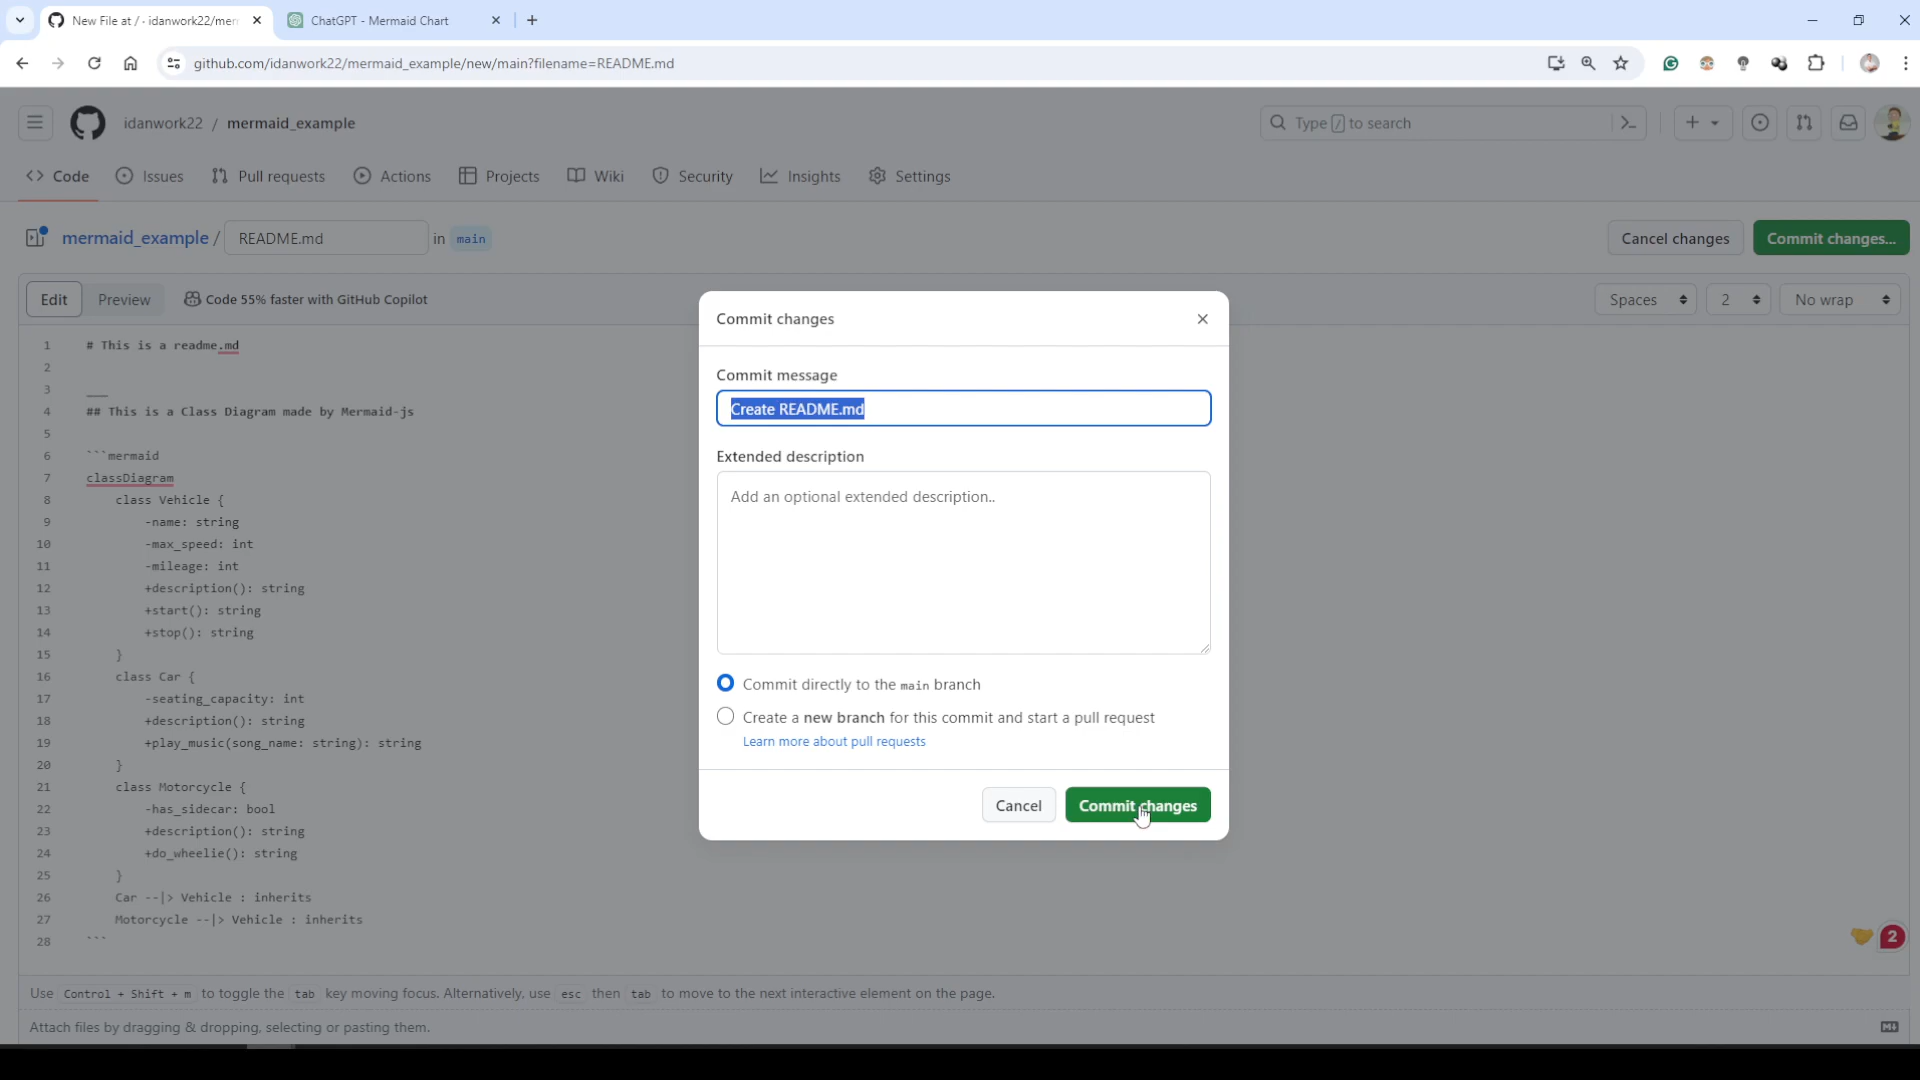 New File at / · idanwork22/mer
ChatGPT - Mermaid Chart
github.com/idanwork22/mermaid_example/new/main?filename=README.md
idanwork22 / mermaid_example
Type / to search
Code
Issues
Pull requests
Actions
Projects
Wiki
Security
Insights
Settings
mermaid_example / README.md in main
Cancel changes
Commit changes...
Edit
Preview
Code 55% faster with GitHub Copilot
Spaces
2
No wrap
1 # This is a readme.md
2
3 ___
4 ## This is a Class Diagram made by Mermaid-js
5
6 ```mermaid
7 classDiagram
8 class Vehicle {
9 -name: string
10 -max_speed: int
11 -mileage: int
12 +description(): string
13 +start(): string
14 +stop(): string
15 }
16 class Car {
17 -seating_capacity: int
18 +description(): string
19 +play_music(song_name: string): string
20 }
21 class Motorcycle {
22 -has_sidecar: bool
23 +description(): string
24 +do_wheelie(): string
25 }
26 Car --|> Vehicle : inherits
27 Motorcycle --|> Vehicle : inherits
28 ```
Commit changes
Commit message
Create README.md
Extended description
Add an optional extended description..
Commit directly to the main branch
Create a new branch for this commit and start a pull request
Learn more about pull requests
Cancel
Commit changes
2
Use Control + Shift + m to toggle the tab key moving focus. Alternatively, use esc then tab to move to the next interactive element on the page.
Attach files by dragging & dropping, selecting or pasting them.